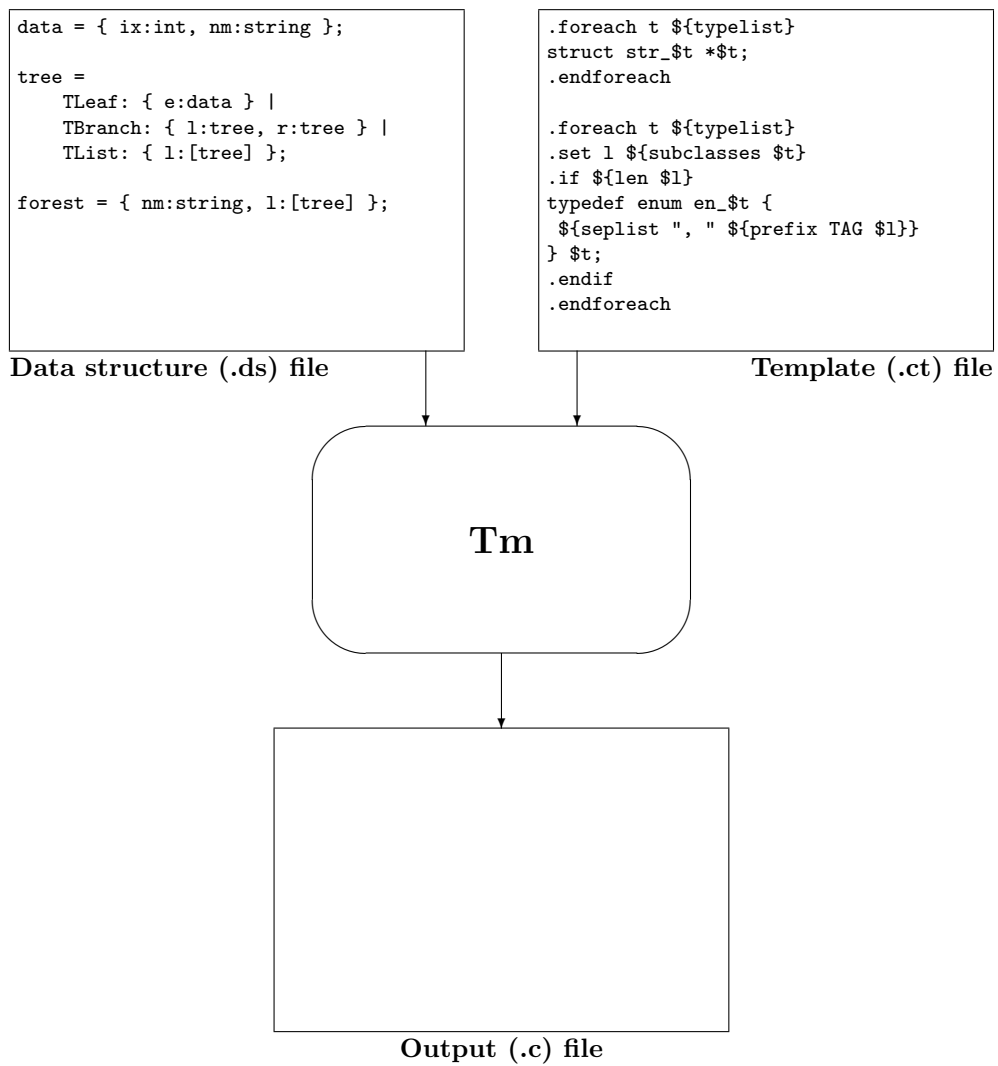 data = { ix:int, nm:string };

tree =
    TLeaf: { e:data } |
    TBranch: { l:tree, r:tree } |
    TList: { l:[tree] };

forest = { nm:string, l:[tree] };
Data structure (.ds) file
.foreach t ${typelist}
struct str_$t *$t;
.endforeach

.foreach t ${typelist}
.set l ${subclasses $t}
.if ${len $l}
typedef enum en_$t {
 ${seplist ", " ${prefix TAG $l}}
} $t;
.endif
.endforeach
Template (.ct) file
Tm
Output (.c) file